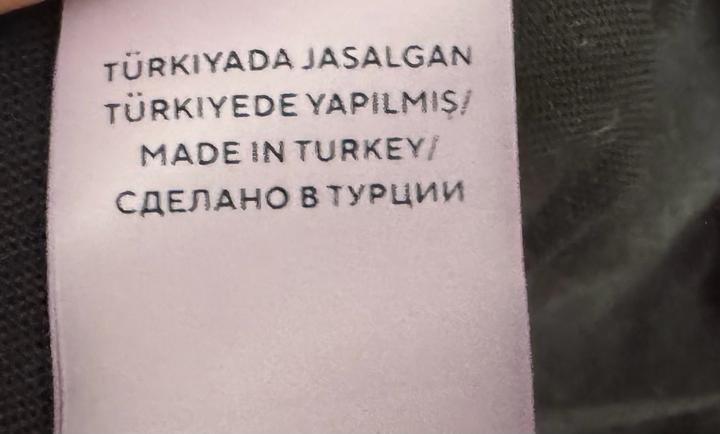 TÜRKIYADA JASALGAN
TÜRKIYEDE YAPILMIŞ/
MADE IN TURKEY/
СДЕЛАНО В ТУРЦИИ